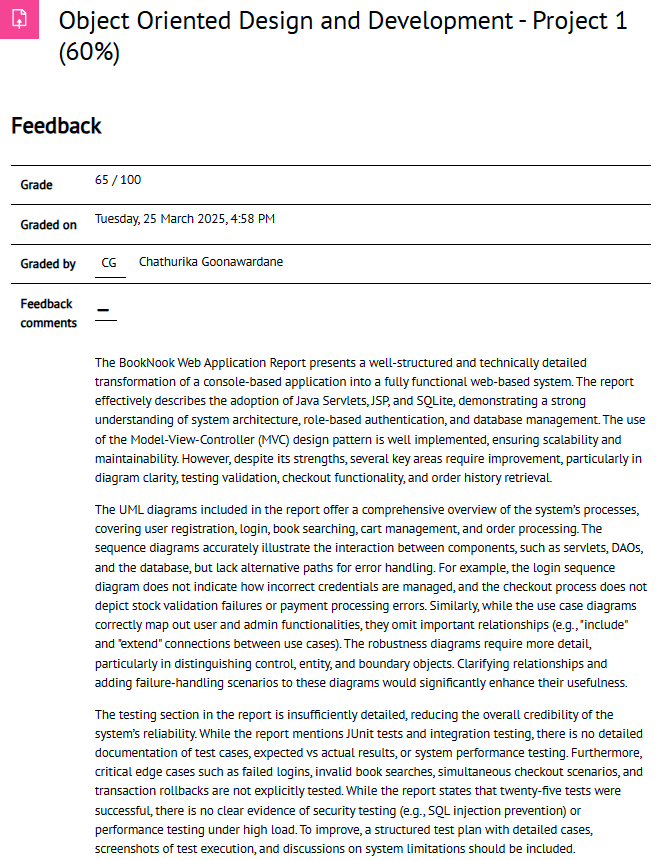 Object Oriented Design and Development - Project 1
(60%)
Feedback
Grade 65 / 100
Graded on Tuesday, 25 March 2025, 4:58 PM
Graded by CG Chathurika Goonawardane
Feedback
comments
The BookNook Web Application Report presents a well-structured and technically detailed
transformation of a console-based application into a fully functional web-based system. The report
effectively describes the adoption of Java Servlets, JSP, and SQLite, demonstrating a strong
understanding of system architecture, role-based authentication, and database management. The use
of the Model-View-Controller (MVC) design pattern is well implemented, ensuring scalability and
maintainability. However, despite its strengths, several key areas require improvement, particularly in
diagram clarity, testing validation, checkout functionality, and order history retrieval.
The UML diagrams included in the report offer a comprehensive overview of the system's processes,
covering user registration, login, book searching, cart management, and order processing. The
sequence diagrams accurately illustrate the interaction between components, such as servlets, DAOs,
and the database, but lack alternative paths for error handling. For example, the login sequence
diagram does not indicate how incorrect credentials are managed, and the checkout process does not
depict stock validation failures or payment processing errors. Similarly, while the use case diagrams
correctly map out user and admin functionalities, they omit important relationships (e.g., "include"
and "extend" connections between use cases). The robustness diagrams require more detail,
particularly in distinguishing control, entity, and boundary objects. Clarifying relationships and
adding failure-handling scenarios to these diagrams would significantly enhance their usefulness.
The testing section in the report is insufficiently detailed, reducing the overall credibility of the
system's reliability. While the report mentions JUnit tests and integration testing, there is no detailed
documentation of test cases, expected vs actual results, or system performance testing. Furthermore,
critical edge cases such as failed logins, invalid book searches, simultaneous checkout scenarios, and
transaction rollbacks are not explicitly tested. While the report states that twenty-five tests were
successful, there is no clear evidence of security testing (e.g., SQL injection prevention) or
performance testing under high load. To improve, a structured test plan with detailed cases,
screenshots of test execution, and discussions on system limitations should be included.